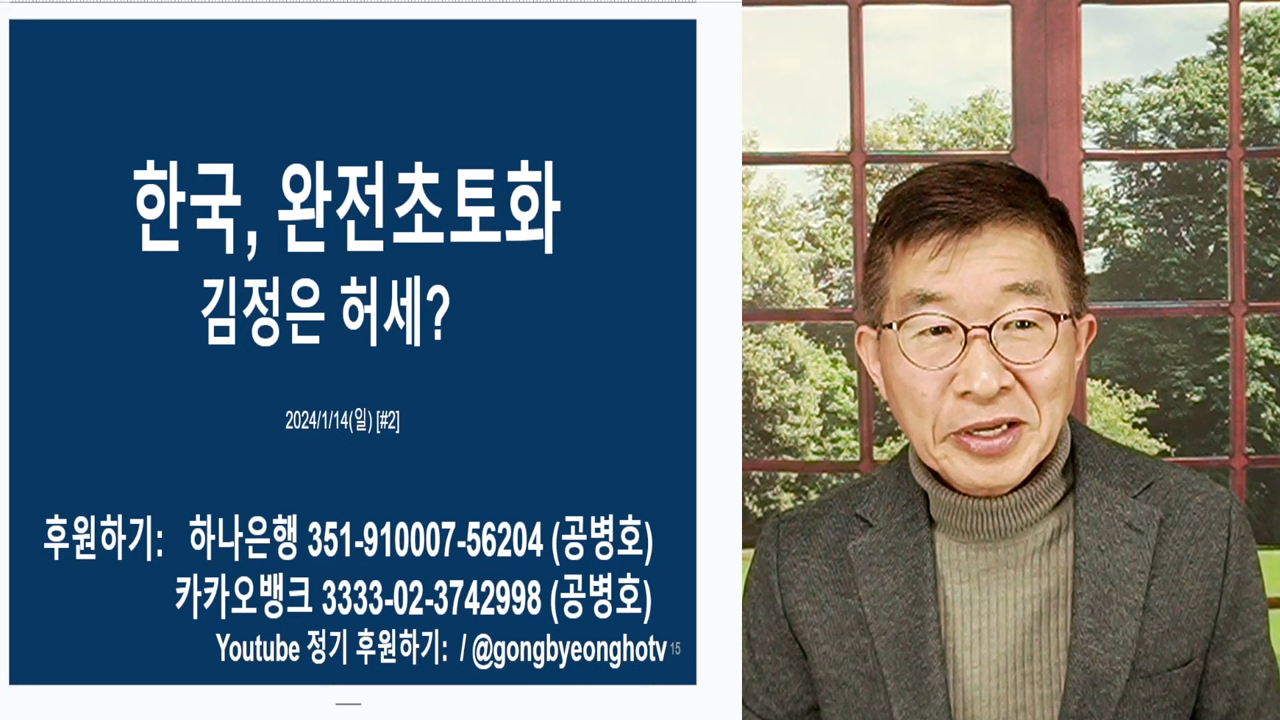 한국, 완전초토화
김정은 허세?
2024/1/14(일) [#2]
후원하기: 하나은행 351-910007-56204 (공병호)
카카오뱅크 3333-02-3742998 (공병호)
Youtube 정기 후원하기: / @gongbyeonghotv 15